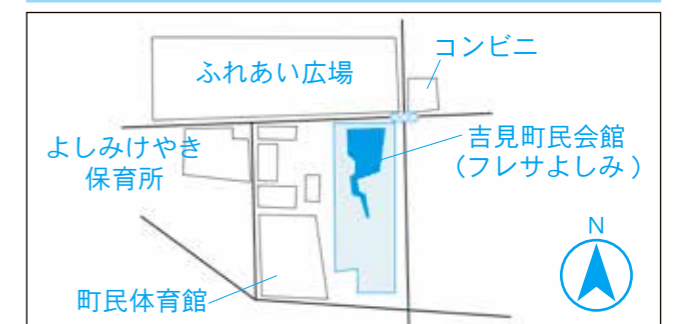 コンビニ
ふれあい広場
よしみけやき
保育所
吉見町民会館
（フレサよしみ）
N
町民体育館